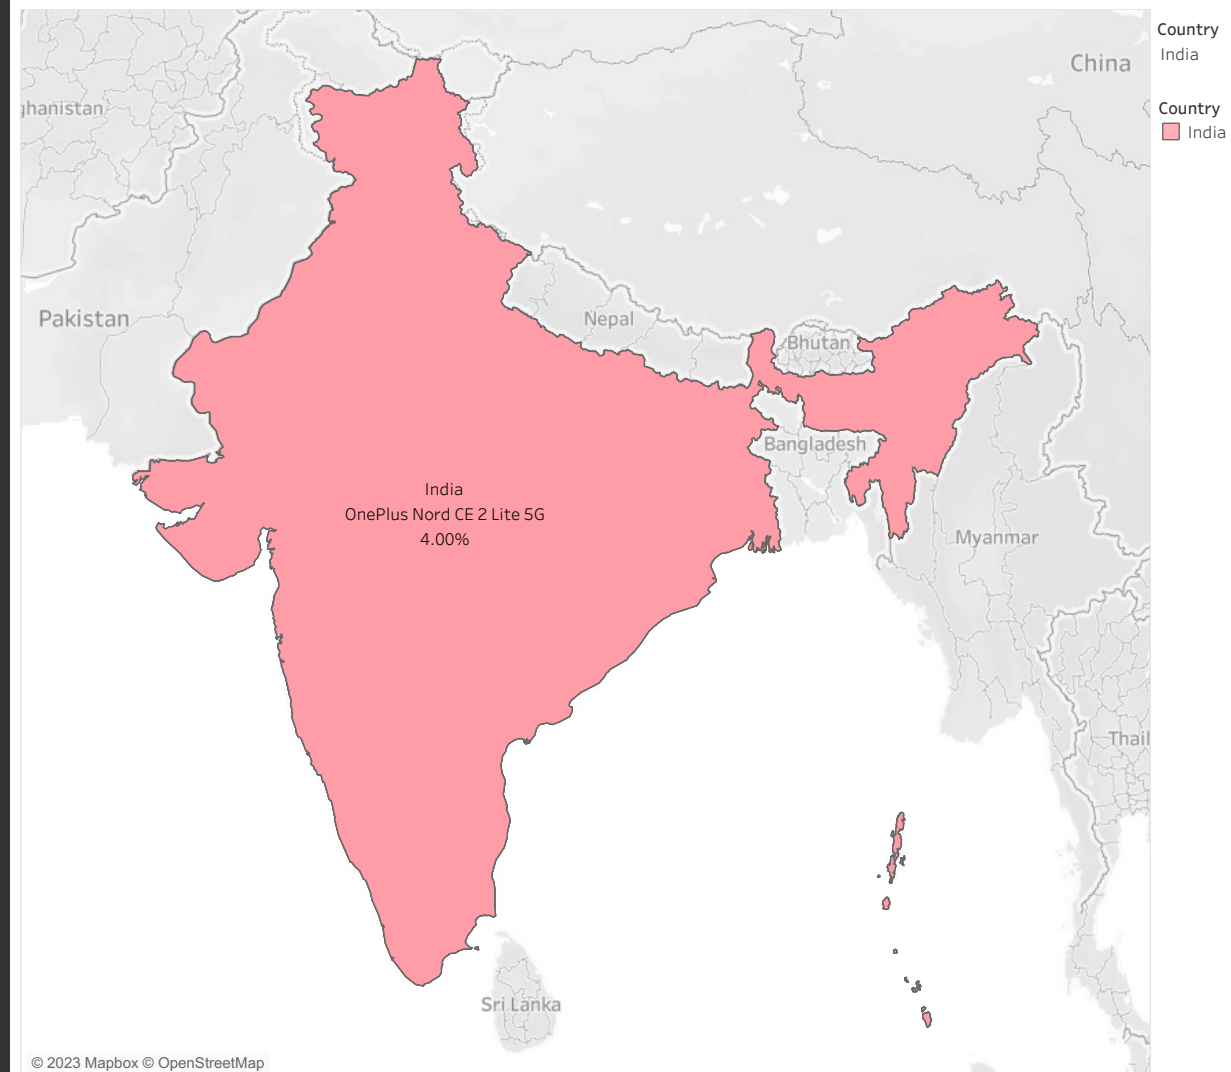 Country
India
Country
India
China
ghanistan
Pakistan
Nepal
Bhutan
Bangladesh
India
OnePlus Nord CE 2 Lite 5G
4.00%
Myanmar
Thail
Sri Lanka
© 2023 Mapbox © OpenStreetMap